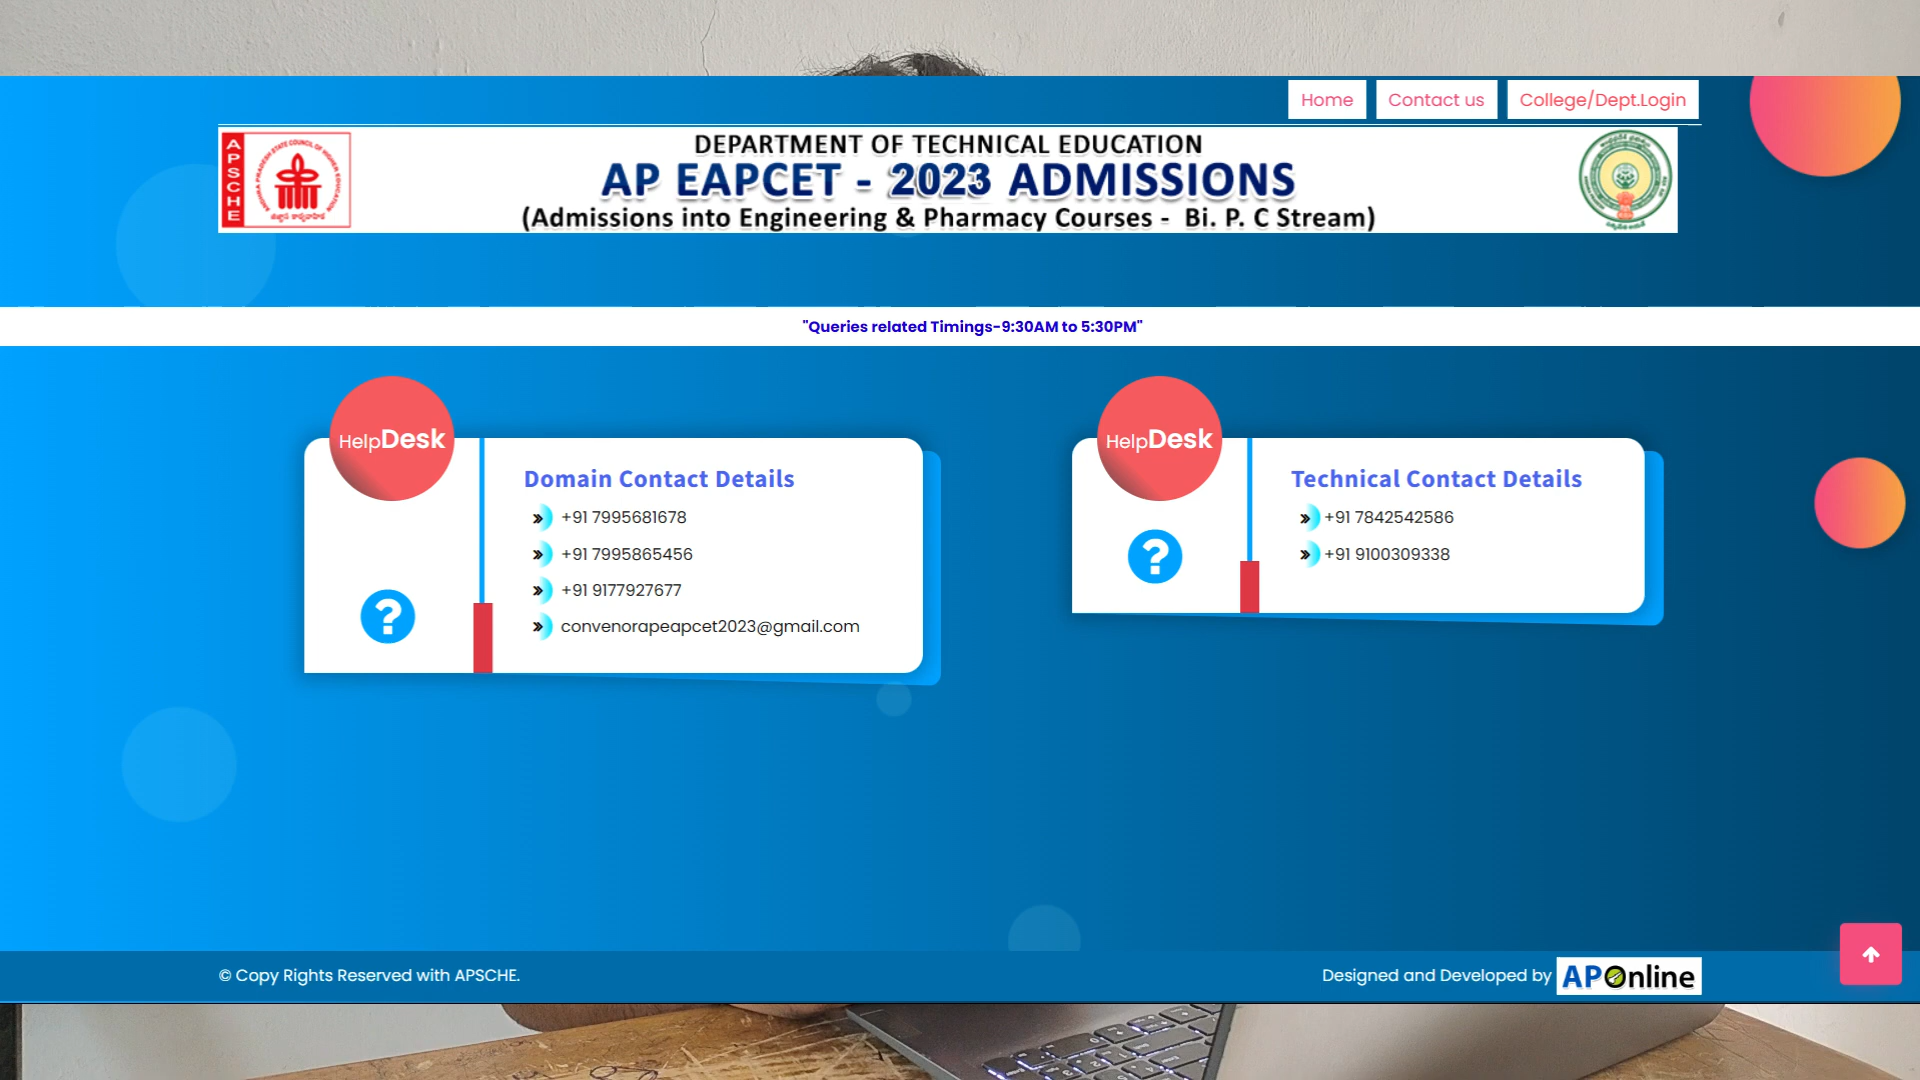 Home Contact us College/Dept.Login
APSCHE
DEPARTMENT OF TECHNICAL EDUCATION
AP EAPCET - 2023 ADMISSIONS
(Admissions into Engineering & Pharmacy Courses - Bi. P. C Stream)
"Queries related Timings-9:30AM to 5:30PM"
HelpDesk
Domain Contact Details
+91 7995681678
+91 7995865456
+91 9177927677
convenorapeapcet2023@gmail.com
HelpDesk
Technical Contact Details
+91 7842542586
+91 9100309338
© Copy Rights Reserved with APSCHE.
Designed and Developed by APOnline